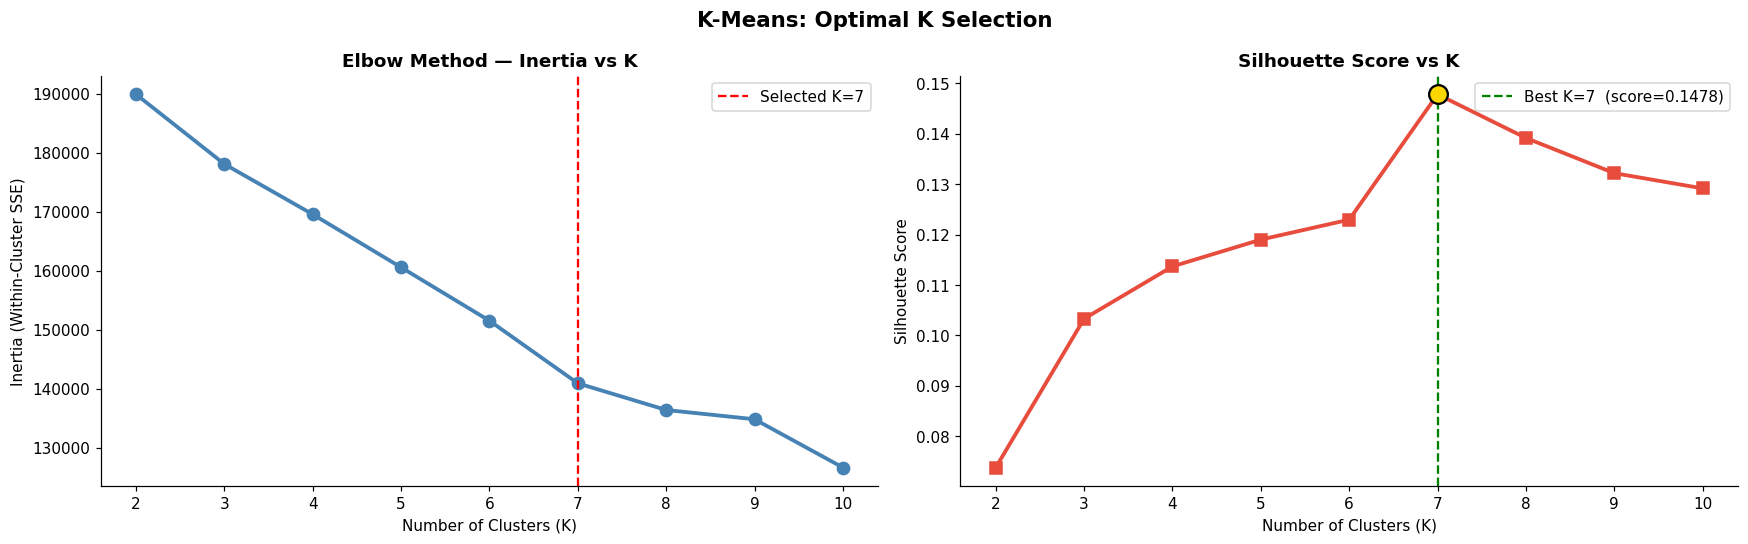 K-Means: Optimal K Selection
Elbow Method — Inertia vs K
Selected K=7
Inertia (Within-Cluster SSE)
190000
180000
170000
160000
150000
140000
130000
2 3 4 5 6 7 8 9 10
Number of Clusters (K)
Silhouette Score vs K
Best K=7 (score=0.1478)
Silhouette Score
0.15
0.14
0.13
0.12
0.11
0.10
0.09
0.08
2 3 4 5 6 7 8 9 10
Number of Clusters (K)